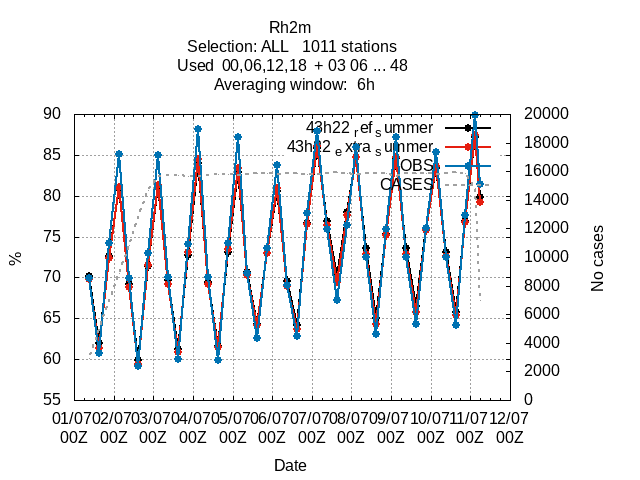 Rh2m
Selection: ALL   1011 stations
Used  00,06,12,18  + 03 06 ... 48
Averaging window:  6h
43h22_ref_summer
43h22_extra_summer
OBS
CASES
90
85
80
75
70
65
60
55
%
20000
18000
16000
14000
12000
10000
8000
6000
4000
2000
0
No cases
01/07 02/07 03/07 04/07 05/07 06/07 07/07 08/07 09/07 10/07 11/07 12/07
00Z 00Z 00Z 00Z 00Z 00Z 00Z 00Z 00Z 00Z 00Z 00Z
Date